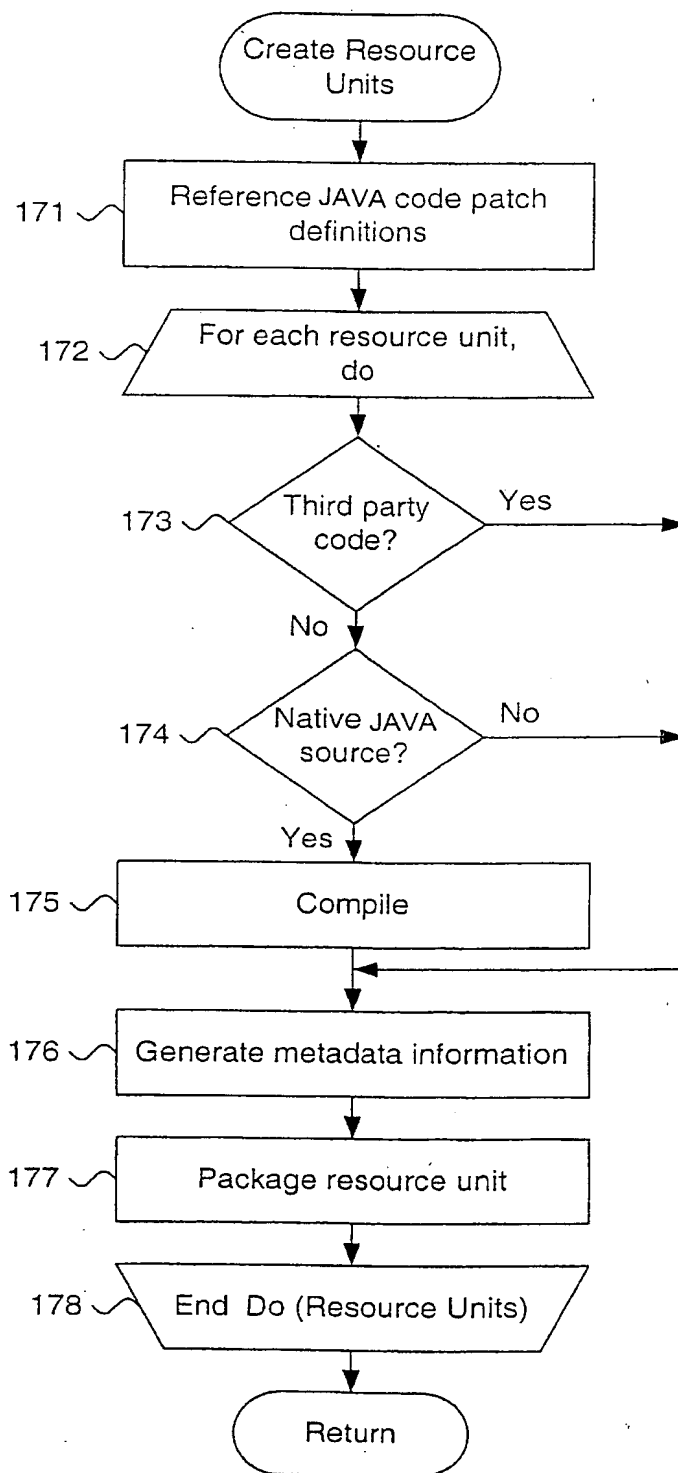 Create Resource
Units
171
Reference JAVA code patch
definitions
172
For each resource unit,
do
173
Third party
code?
Yes
No
174
Native JAVA
source?
No
Yes
175
Compile
176
Generate metadata information
177
Package resource unit
178
End Do (Resource Units)
Return